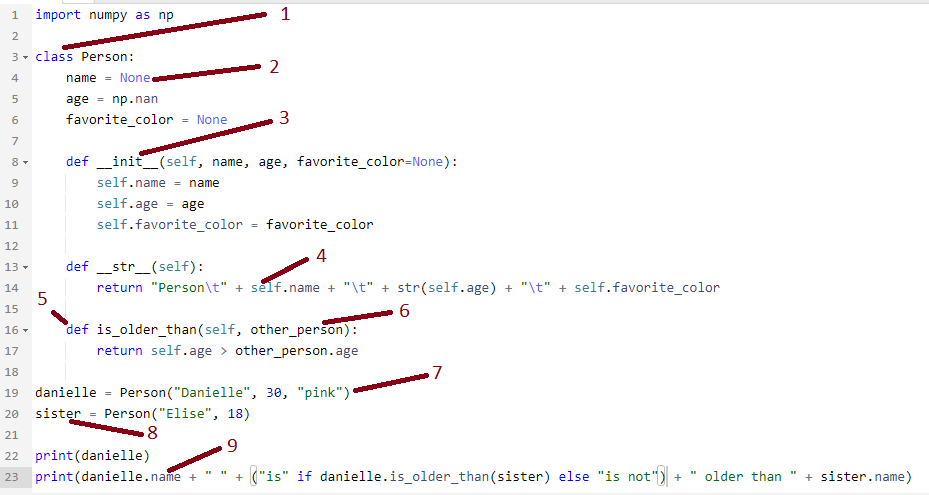 1 import numpy as np 1
2
3 class Person:
4 name = None 2
5 age = np.nan
6 favorite_color = None 3
7
8 def __init__(self, name, age, favorite_color=None):
9 self.name = name
10 self.age = age
11 self.favorite_color = favorite_color
12
13 def __str__(self): 4
14 return "Person\t" + self.name + "\t" + str(self.age) + "\t" + self.favorite_color
15 5 6
16 def is_older_than(self, other_person):
17 return self.age > other_person.age
18 7
19 danielle = Person("Danielle", 30, "pink")
20 sister = Person("Elise", 18)
21 8 9
22 print(danielle)
23 print(danielle.name + " " + ("is" if danielle.is_older_than(sister) else "is not") + " older than " + sister.name)